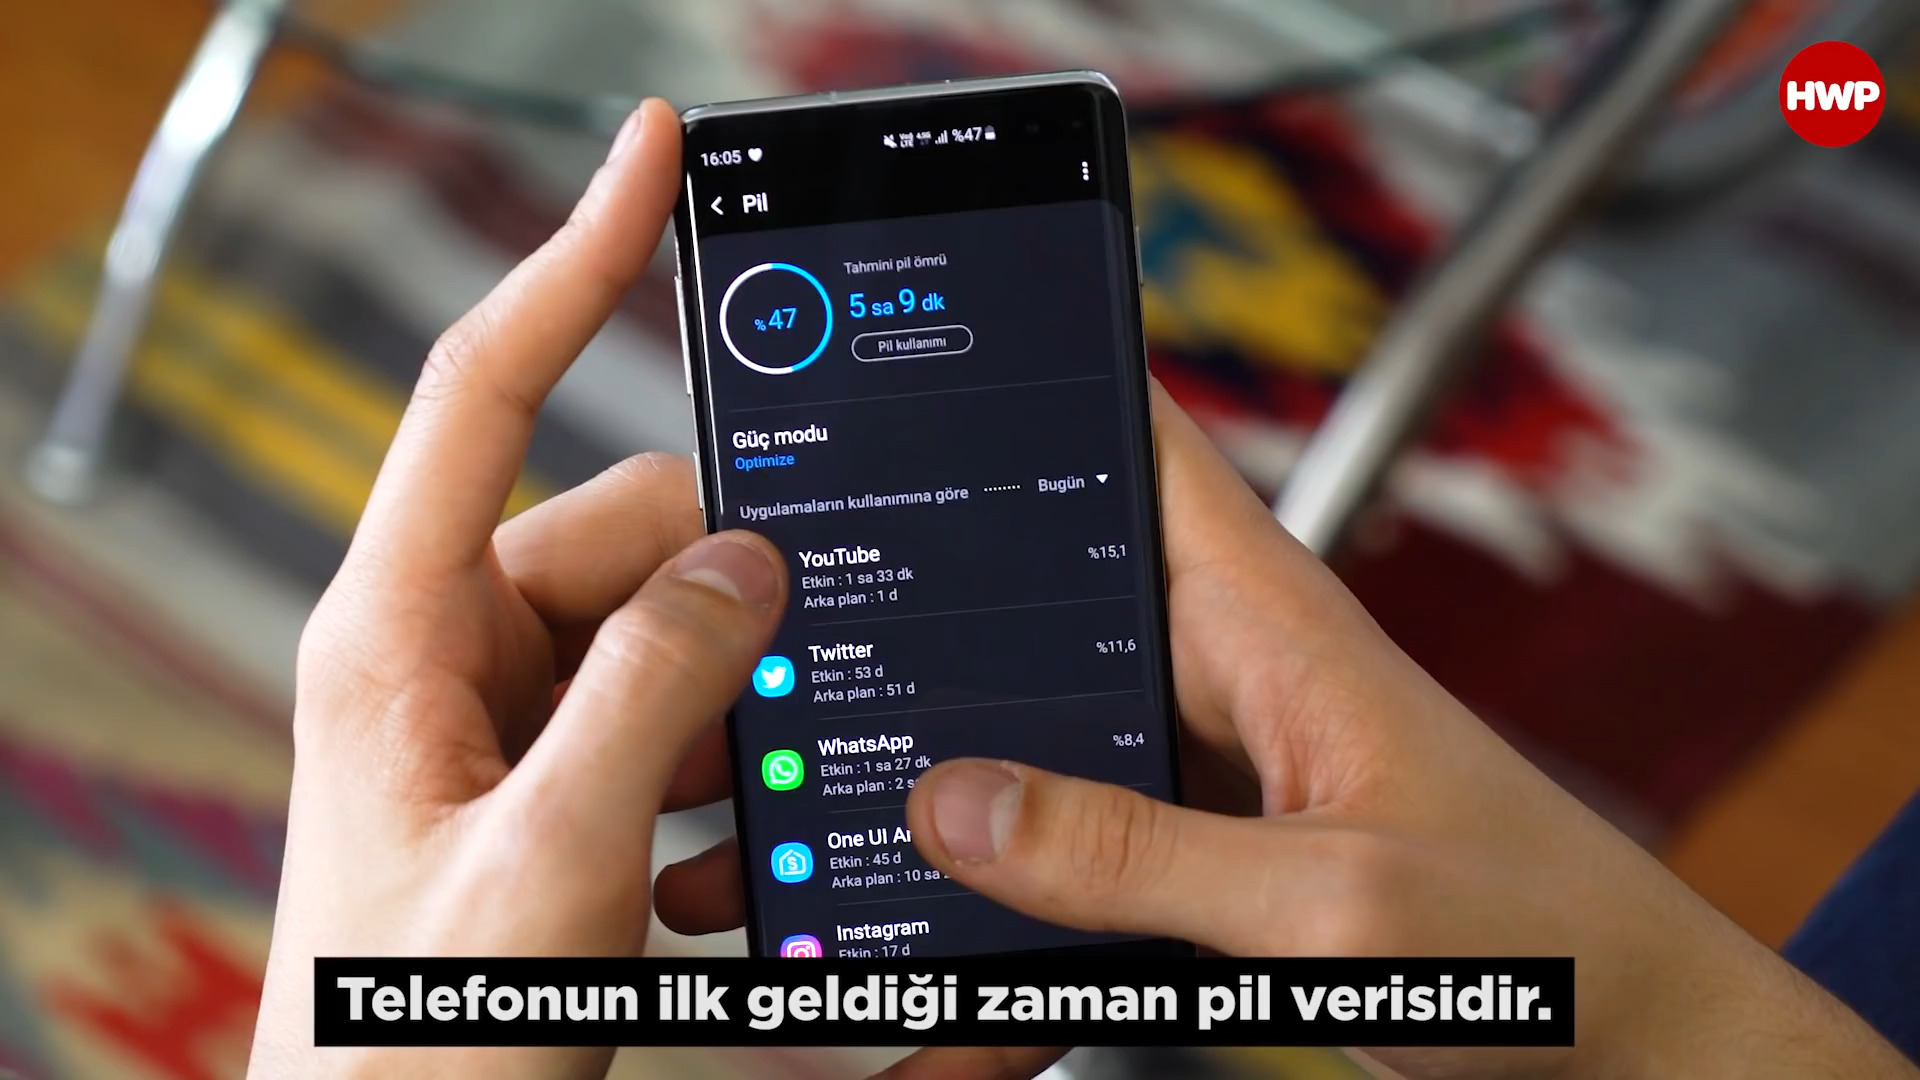 HWP
16:05
%47
Pil
%47
Tahmini pil ömrü
5 sa 9 dk
Pil kullanımı
Güç modu
Optimize
Uygulamaların kullanımına göre
Bugün
YouTube
%15,1
Etkin : 1 sa 33 dk
Arka plan : 1 d
Twitter
%11,6
Etkin : 53 d
Arka plan : 51 d
WhatsApp
%8,4
Etkin : 1 sa 27 dk
Arka plan : 2
One UI
Etkin : 45 d
Arka plan : 10 sa
Instagram
Etkin : 17 d
Telefonun ilk geldiği zaman pil verisidir.